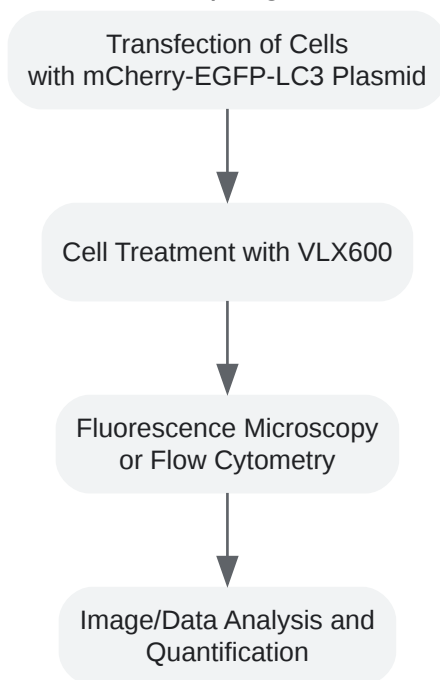 Transfection of Cells
with mCherry-EGFP-LC3 Plasmid
Cell Treatment with VLX600
Fluorescence Microscopy
or Flow Cytometry
Image/Data Analysis and
Quantification